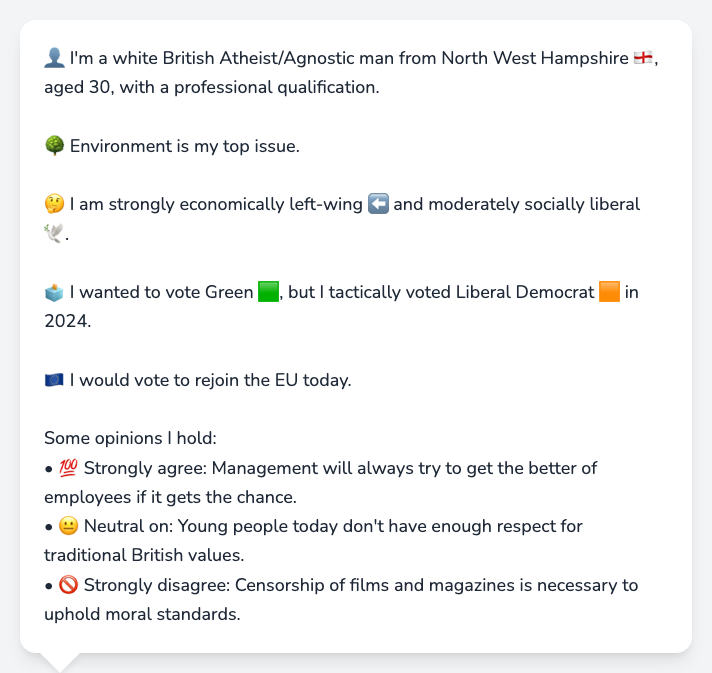 👤 I'm a white British Atheist/Agnostic man from North West Hampshire 🏴󠁧󠁢󠁥󠁮󠁧󠁿,
aged 30, with a professional qualification.
🌳 Environment is my top issue.
🤔 I am strongly economically left-wing ⬅️ and moderately socially liberal
🕊️.
🗳️ I wanted to vote Green 🟩, but I tactically voted Liberal Democrat 🟧 in
2024.
🇪🇺 I would vote to rejoin the EU today.
Some opinions I hold:
• 💯 Strongly agree: Management will always try to get the better of
employees if it gets the chance.
• 😐 Neutral on: Young people today don't have enough respect for
traditional British values.
• 🚫 Strongly disagree: Censorship of films and magazines is necessary to
uphold moral standards.